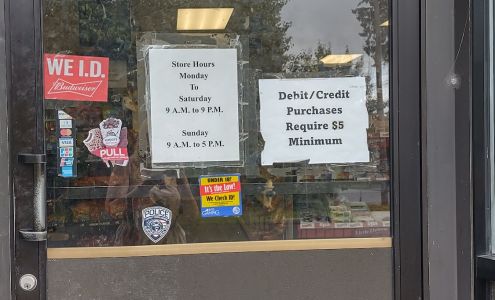 WE I.D.
Budweiser
Store Hours
Monday
To
Saturday
9 A.M. to 9 P.M.
Sunday
9 A.M. to 5 P.M.
Debit/Credit
Purchases
Require $5
Minimum
PULL
VISA
UNDER 18?
It's the Law!
We Check ID!
POLICE